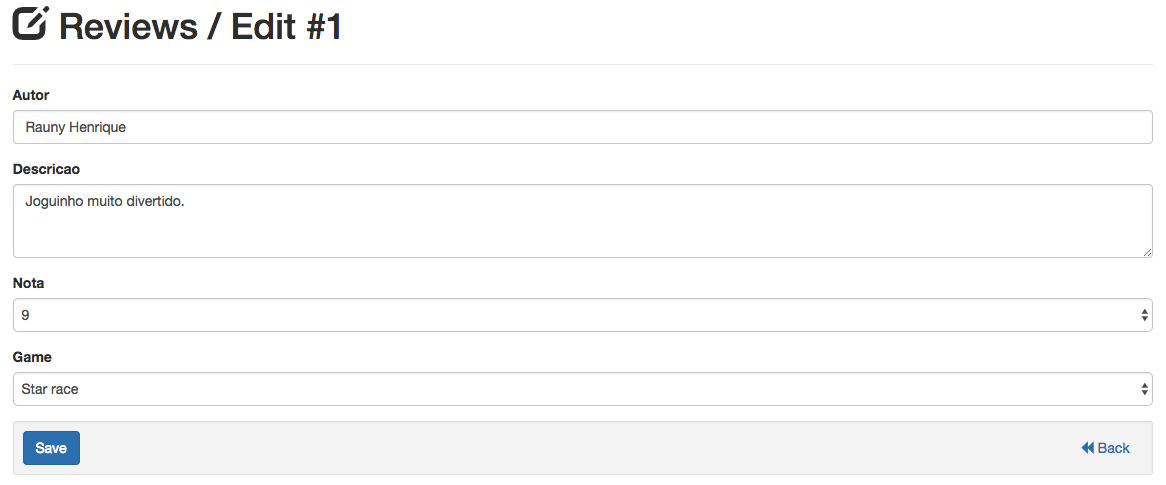 Reviews / Edit #1
Autor
Rauny Henrique
Descricao
Joguinho muito divertido.
Nota
9
Game
Star race
Save
Back